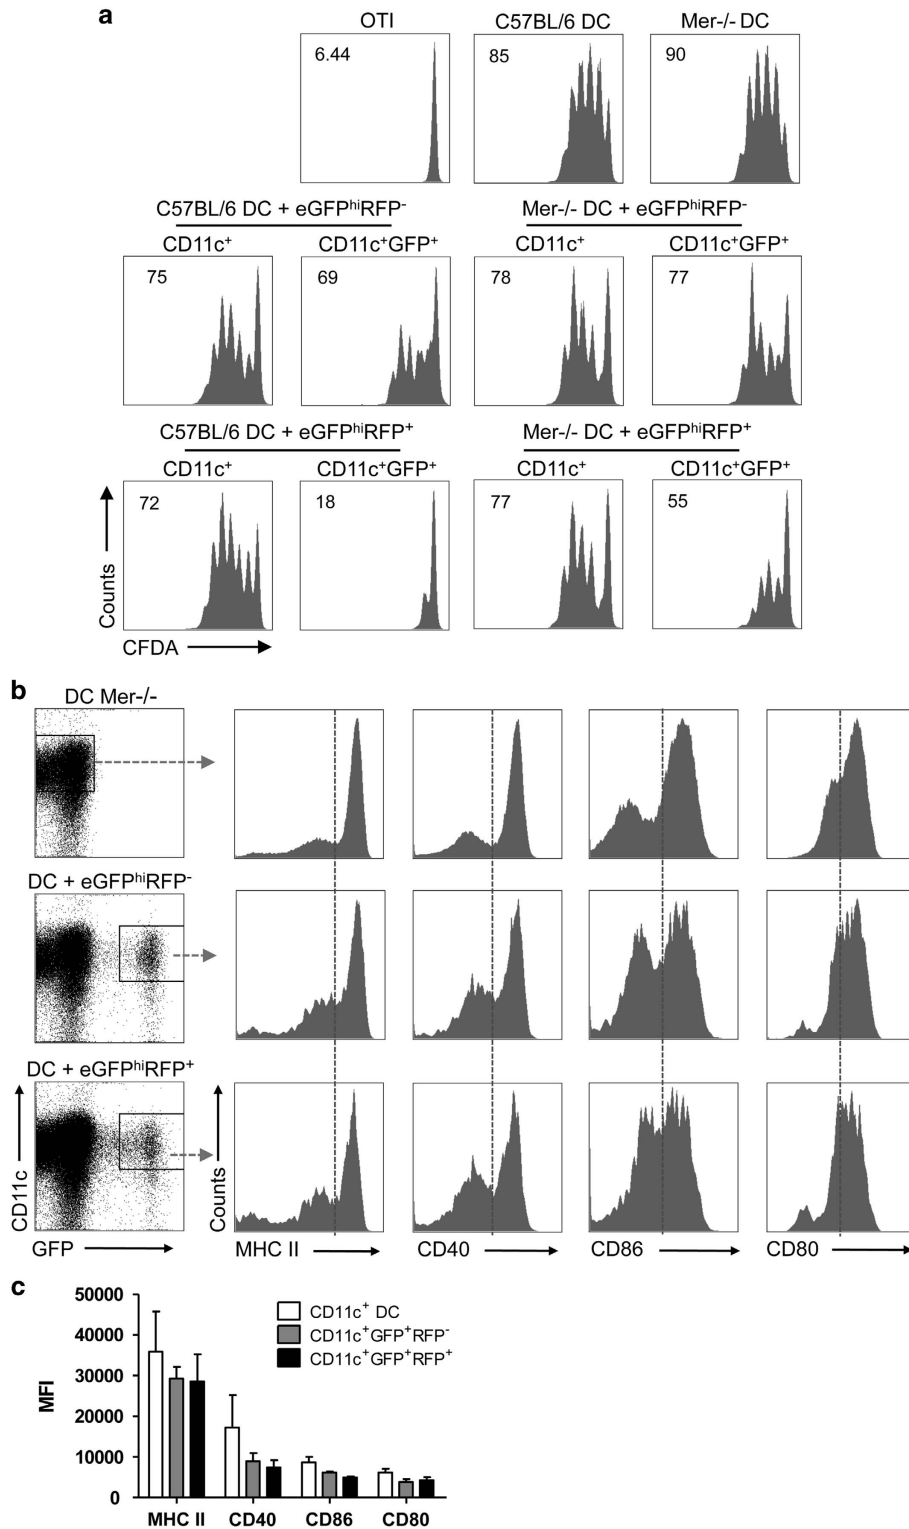 a
OTI
C57BL/6 DC
Mer-/- DC
6.44
85
90
C57BL/6 DC + eGFPʰⁱRFP⁻
Mer-/- DC + eGFPʰⁱRFP⁻
CD11c⁺
CD11c⁺GFP⁺
CD11c⁺
CD11c⁺GFP⁺
75
69
78
77
C57BL/6 DC + eGFPʰⁱRFP⁺
Mer-/- DC + eGFPʰⁱRFP⁺
CD11c⁺
CD11c⁺GFP⁺
CD11c⁺
CD11c⁺GFP⁺
72
18
77
55
Counts
CFDA
b
DC Mer-/-
DC + eGFPʰⁱRFP⁻
DC + eGFPʰⁱRFP⁺
CD11c
Counts
GFP
MHC II
CD40
CD86
CD80
c
50000
40000
30000
20000
10000
0
MFI
CD11c⁺ DC
CD11c⁺GFP⁺RFP⁻
CD11c⁺GFP⁺RFP⁺
MHC II
CD40
CD86
CD80